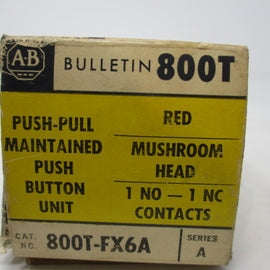 A-B BULLETIN 800T
PUSH-PULL
MAINTAINED
PUSH
BUTTON
UNIT
RED
MUSHROOM
HEAD
1 NO — 1 NC
CONTACTS
CAT.
NO. 800T-FX6A
SERIES
A